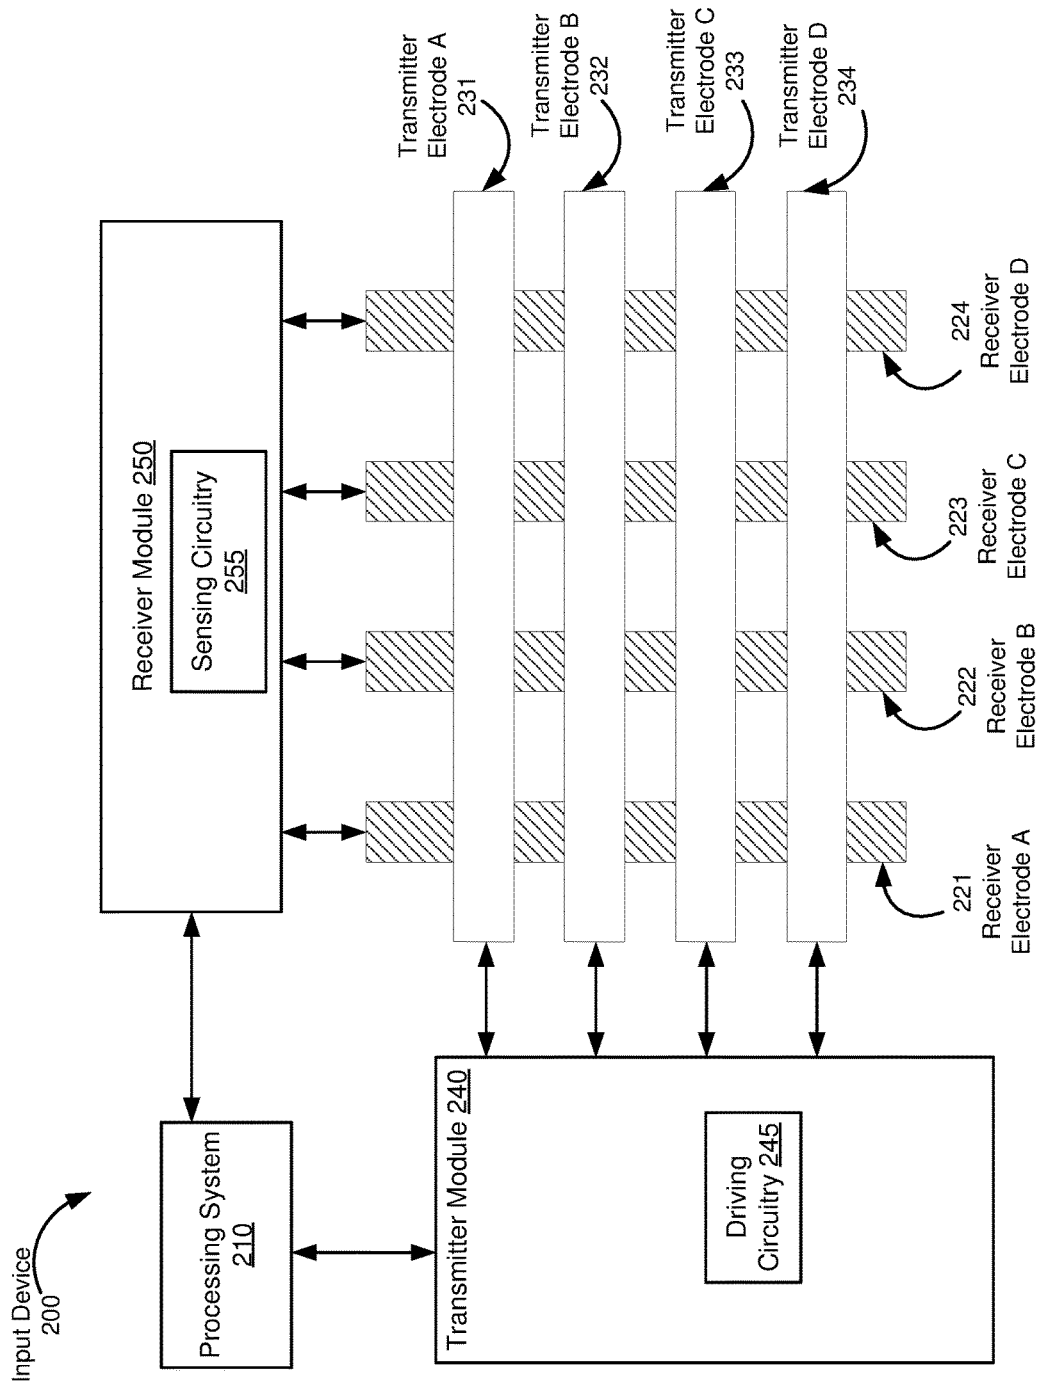 Input Device
200
Processing System
210
Receiver Module 250
Sensing Circuitry
255
Transmitter Module 240
Driving
Circuitry 245
Transmitter
Electrode A
231
Transmitter
Electrode B
232
Transmitter
Electrode C
233
Transmitter
Electrode D
234
221
Receiver
Electrode A
222
Receiver
Electrode B
223
Receiver
Electrode C
224
Receiver
Electrode D